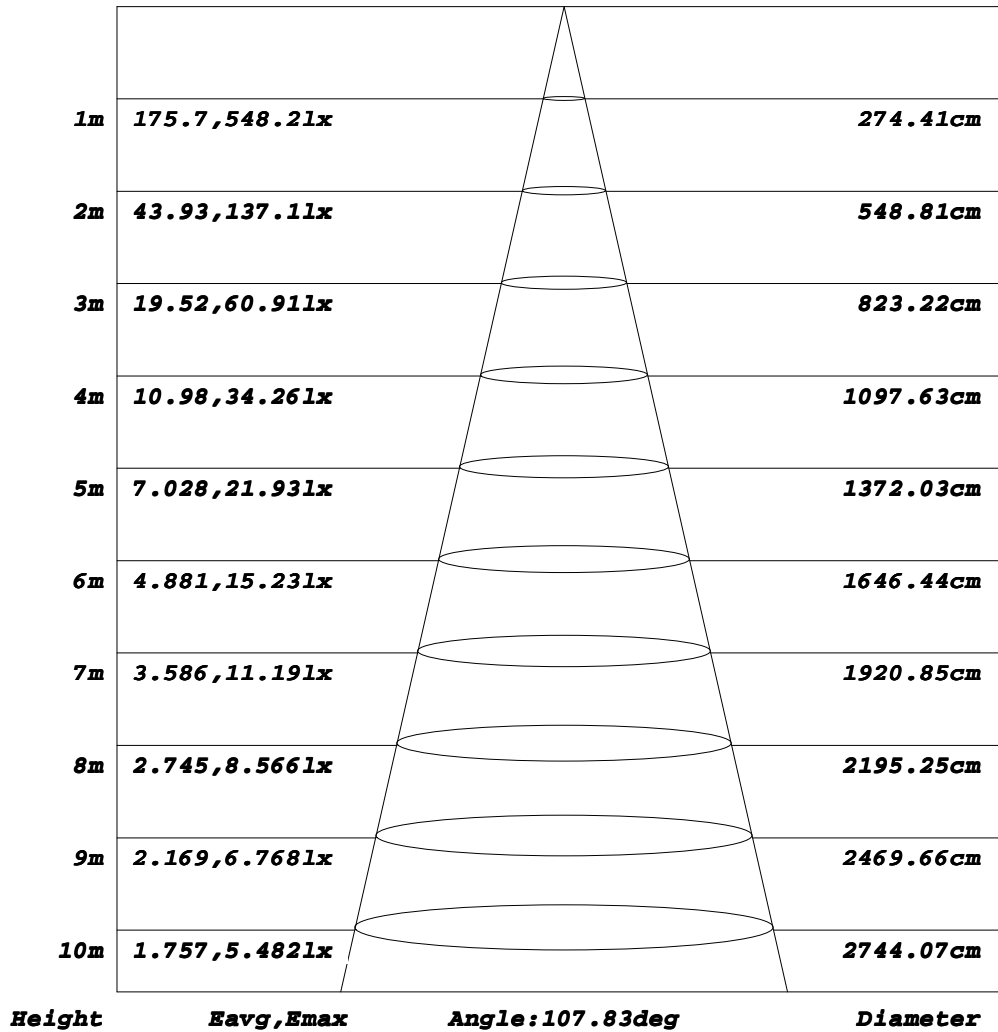 1m 175.7,548.2lx 274.41cm
2m 43.93,137.1lx 548.81cm
3m 19.52,60.91lx 823.22cm
4m 10.98,34.26lx 1097.63cm
5m 7.028,21.93lx 1372.03cm
6m 4.881,15.23lx 1646.44cm
7m 3.586,11.19lx 1920.85cm
8m 2.745,8.566lx 2195.25cm
9m 2.169,6.768lx 2469.66cm
10m 1.757,5.482lx 2744.07cm
Height Eavg,Emax Angle:107.83deg Diameter